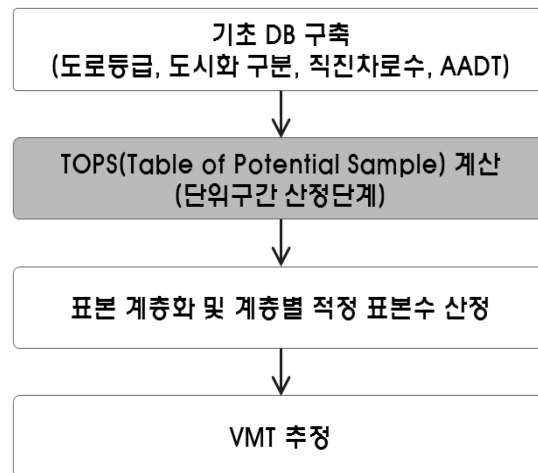 기초 DB 구축
(도로등급, 도시화 구분, 직진차로수, AADT)
TOPS(Table of Potential Sample) 계산
(단위구간 산정단계)
표본 계층화 및 계층별 적정 표본수 산정
VMT 추정